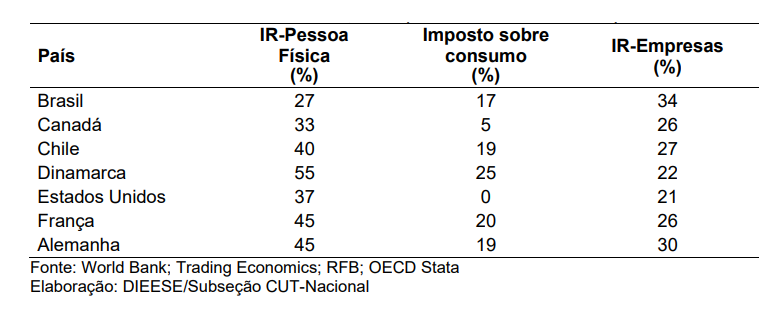 País IR-Pessoa Física (%) Imposto sobre consumo (%) IR-Empresas (%)
Brasil 27 17 34
Canadá 33 5 26
Chile 40 19 27
Dinamarca 55 25 22
Estados Unidos 37 0 21
França 45 20 26
Alemanha 45 19 30
Fonte: World Bank; Trading Economics; RFB; OECD Stata
Elaboração: DIEESE/Subseção CUT-Nacional